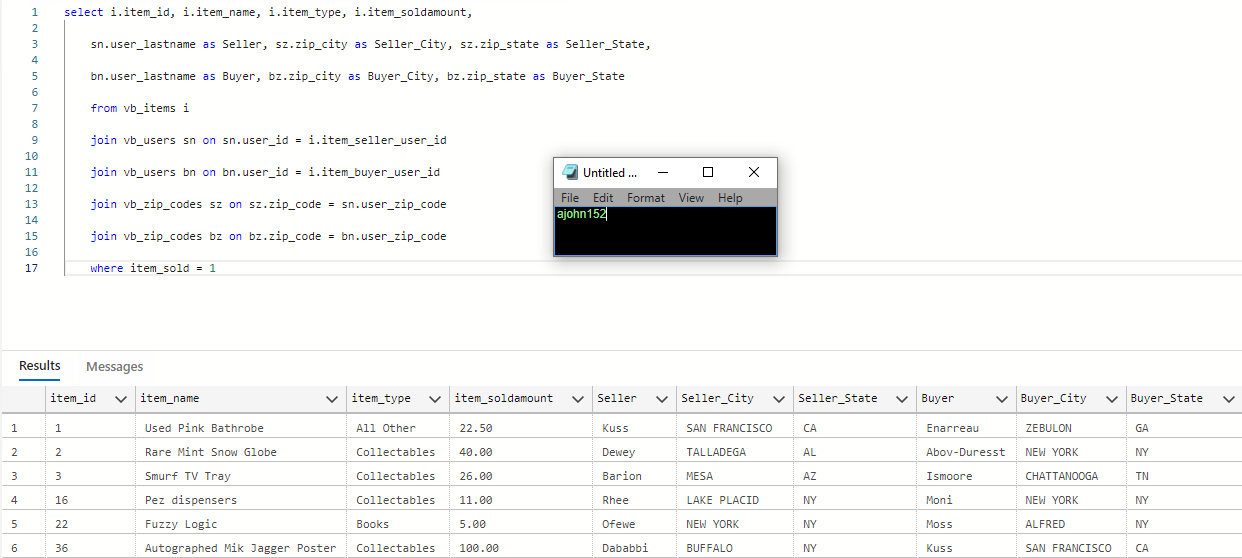 1 select i.item_id, i.item_name, i.item_type, i.item_soldamount,
2
3 sn.user_lastname as Seller, sz.zip_city as Seller_City, sz.zip_state as Seller_State,
4
5 bn.user_lastname as Buyer, bz.zip_city as Buyer_City, bz.zip_state as Buyer_State
6
7 from vb_items i
8
9 join vb_users sn on sn.user_id = i.item_seller_user_id
10
11 join vb_users bn on bn.user_id = i.item_buyer_user_id
12
13 join vb_zip_codes sz on sz.zip_code = sn.user_zip_code
14
15 join vb_zip_codes bz on bz.zip_code = bn.user_zip_code
16
17 where item_sold = 1
Untitled ...
File Edit Format View Help
ajohn152
Results Messages
item_id item_name item_type item_soldamount Seller Seller_City Seller_State Buyer Buyer_City Buyer_State
1 1 Used Pink Bathrobe All Other 22.50 Kuss SAN FRANCISCO CA Enarreau ZEBULON GA
2 2 Rare Mint Snow Globe Collectables 40.00 Dewey TALLADEGA AL Abov-Duresst NEW YORK NY
3 3 Smurf TV Tray Collectables 26.00 Barion MESA AZ Ismoore CHATTANOOGA TN
4 16 Pez dispensers Collectables 11.00 Rhee LAKE PLACID NY Moni NEW YORK NY
5 22 Fuzzy Logic Books 5.00 Ofewe NEW YORK NY Moss ALFRED NY
6 36 Autographed Mik Jagger Poster Collectables 100.00 Dababbi BUFFALO NY Kuss SAN FRANCISCO CA